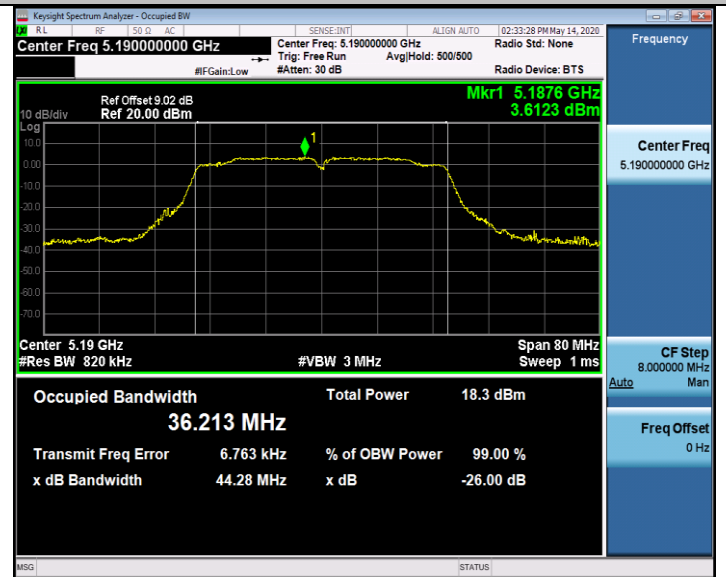 Keysight Spectrum Analyzer - Occupied BW
RL RF 50 Ω AC SENSE:INT ALIGN AUTO 02:33:28 PM May 14, 2020
Center Freq 5.190000000 GHz
Center Freq: 5.190000000 GHz
Radio Std: None
Trig: Free Run Avg|Hold: 500/500
#IFGain:Low
#Atten: 30 dB
Radio Device: BTS
Ref Offset 9.02 dB
10 dB/div Ref 20.00 dBm
Mkr1 5.1876 GHz
3.6123 dBm
Log
10.0
0.00
-10.0
-20.0
-30.0
-40.0
-50.0
-60.0
-70.0
1
Center 5.19 GHz Span 80 MHz
#Res BW 820 kHz #VBW 3 MHz Sweep 1 ms
Occupied Bandwidth Total Power 18.3 dBm
36.213 MHz
Transmit Freq Error 6.763 kHz % of OBW Power 99.00 %
x dB Bandwidth 44.28 MHz x dB -26.00 dB
MSG STATUS
Frequency
Center Freq
5.190000000 GHz
CF Step
8.000000 MHz
Auto Man
Freq Offset
0 Hz